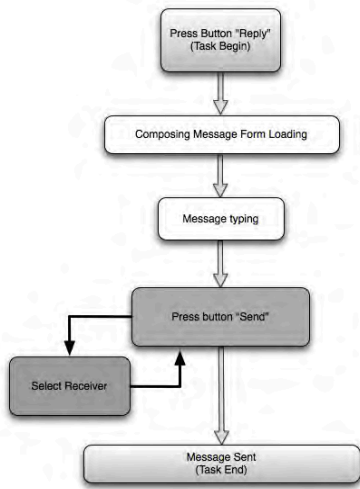 Press Button "Reply"
(Task Begin)
Composing Message Form Loading
Message typing
Press button "Send"
Select Receiver
Message Sent
(Task End)